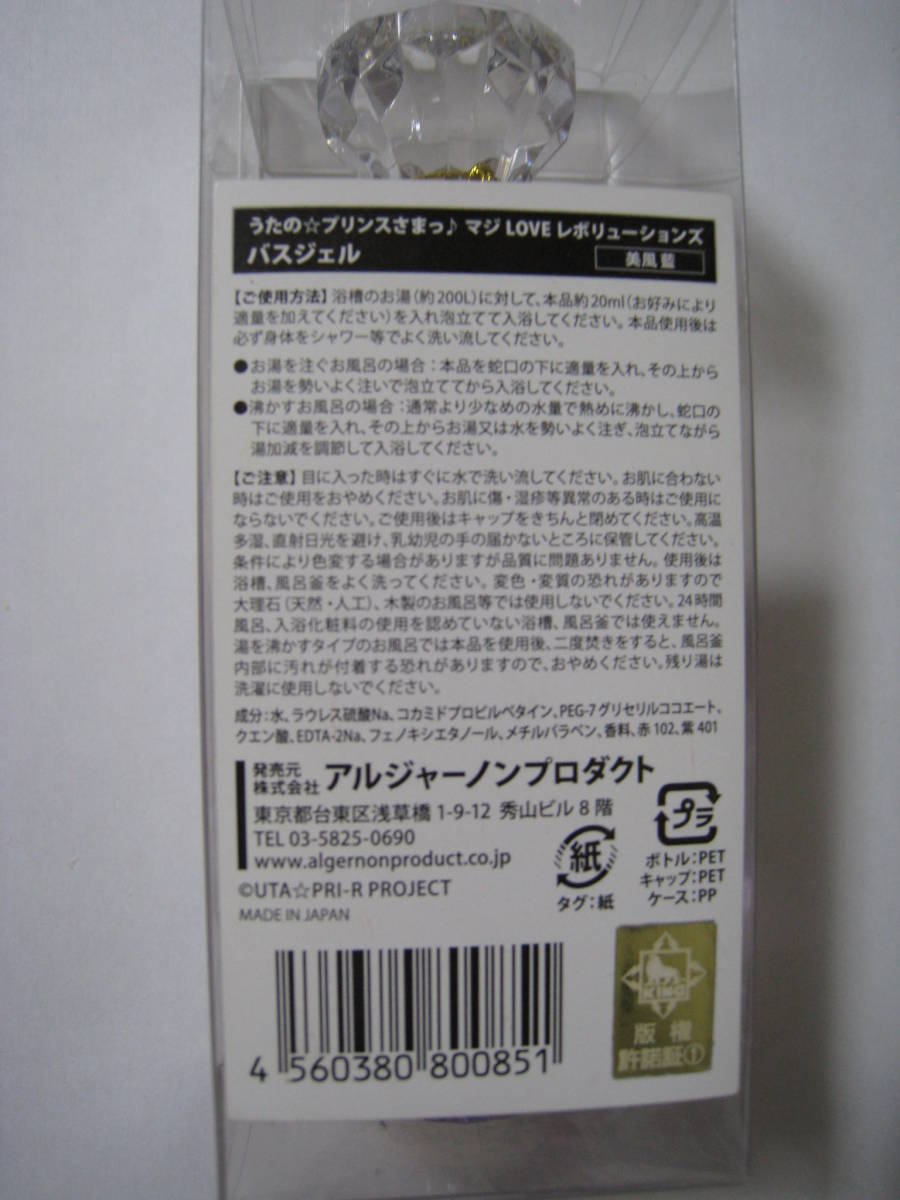 うたの☆プリンスさまっ♪ マジ LOVE レボリューションズ
バスジェル
美風 藍
【ご使用方法】浴槽のお湯(約200L)に対して、本品約20ml(お好みにより
適量を加えてください)を入れ泡立てて入浴してください。本品使用後は
必ず身体をシャワー等でよく洗い流してください。
●お湯を注ぐお風呂の場合:本品を蛇口の下に適量を入れ、その上から
お湯を勢いよく注いで泡立ててから入浴してください。
●沸かすお風呂の場合:通常より少なめの水量で熱めに沸かし、蛇口の
下に適量を入れ、その上からお湯又は水を勢いよく注ぎ、泡立てながら
湯加減を調節して入浴してください。
【ご注意】目に入った時はすぐに水で洗い流してください。お肌に合わない
時はご使用をおやめください。お肌に傷・湿疹等異常のある時はご使用に
ならないでください。ご使用後はキャップをきちんと閉めてください。高温
多湿、直射日光を避け、乳幼児の手の届かないところに保管してください。
条件により色変する場合がありますが品質に問題ありません。使用後は
浴槽、風呂釜をよく洗ってください。変色・変質の恐れがありますので
大理石(天然・人工)、木製のお風呂等では使用しないでください。24時間
風呂、入浴化粧料の使用を認めていない浴槽、風呂釜では使えません。
湯を沸かすタイプのお風呂では本品を使用後、二度焚きをすると、風呂釜
内部に汚れが付着する恐れがありますので、おやめください。残り湯は
洗濯に使用しないでください。
成分:水、ラウレス硫酸Na、コカミドプロピルベタイン、PEG-7グリセリルココエート、
クエン酸、EDTA-2Na、フェノキシエタノール、メチルパラベン、香料、赤102、紫401
発売元
株式会社 アルジャーノンプロダクト
東京都台東区浅草橋 1-9-12 秀山ビル 8 階
TEL 03-5825-0690
www.algernonproduct.co.jp
©UTA☆PRI-R PROJECT
MADE IN JAPAN
紙
タグ:紙
プラ
ボトル:PET
キャップ:PET
ケース:PP
4 560380 800851
KING
版権
許諾証①